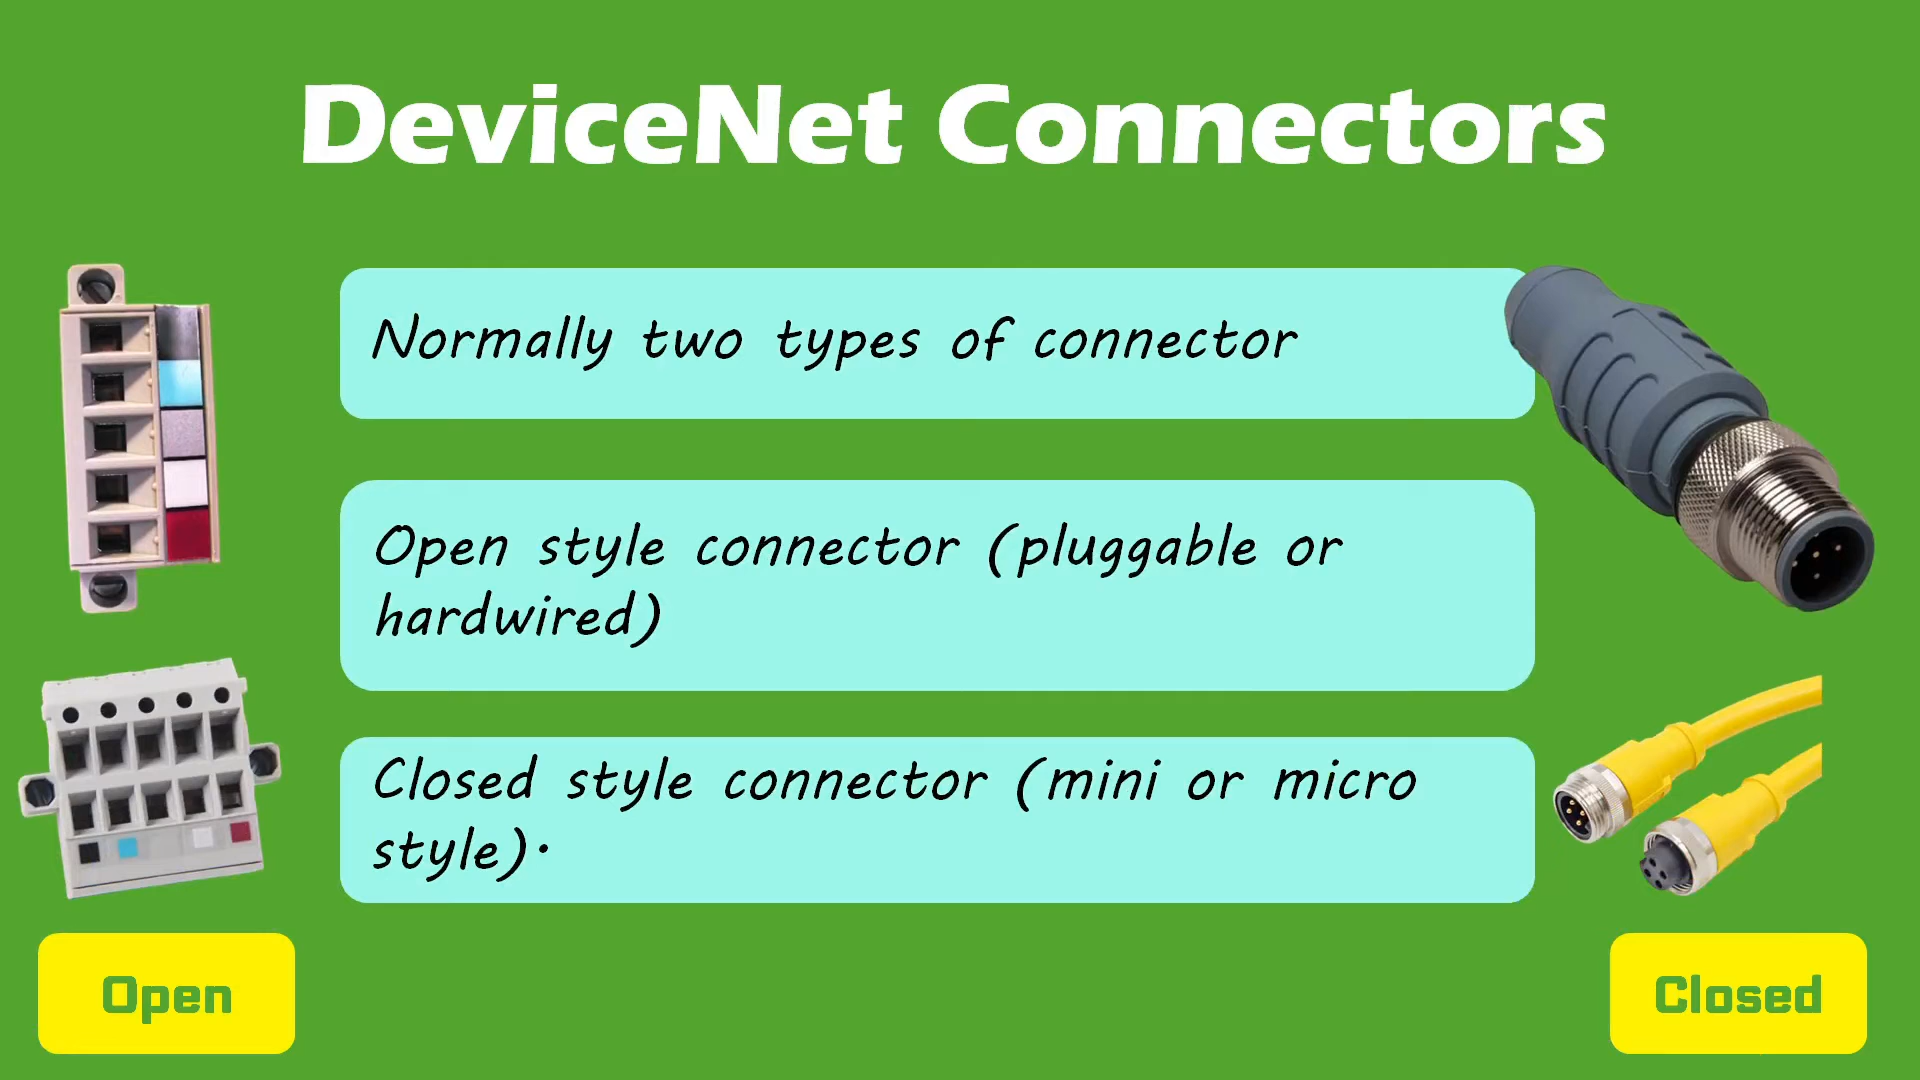 DeviceNet Connectors
Normally two types of connector
Open style connector (pluggable or
hardwired)
Closed style connector (mini or micro
style).
Open
Closed